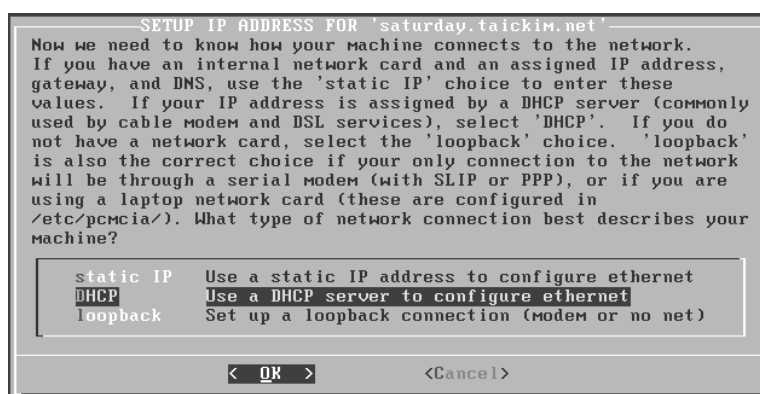 SETUP IP ADDRESS FOR 'saturday.taickim.net'
Now we need to know how your machine connects to the network.
If you have an internal network card and an assigned IP address,
gateway, and DNS, use the 'static IP' choice to enter these
values.  If your IP address is assigned by a DHCP server (commonly
used by cable modem and DSL services), select 'DHCP'.  If you do
not have a network card, select the 'loopback' choice.  'loopback'
is also the correct choice if your only connection to the network
will be through a serial modem (with SLIP or PPP), or if you are
using a laptop network card (these are configured in
/etc/pcmcia/). What type of network connection best describes your
machine?
static IP  Use a static IP address to configure ethernet
DHCP       Use a DHCP server to configure ethernet
loopback   Set up a loopback connection (modem or no net)
<  OK  >          <Cancel>